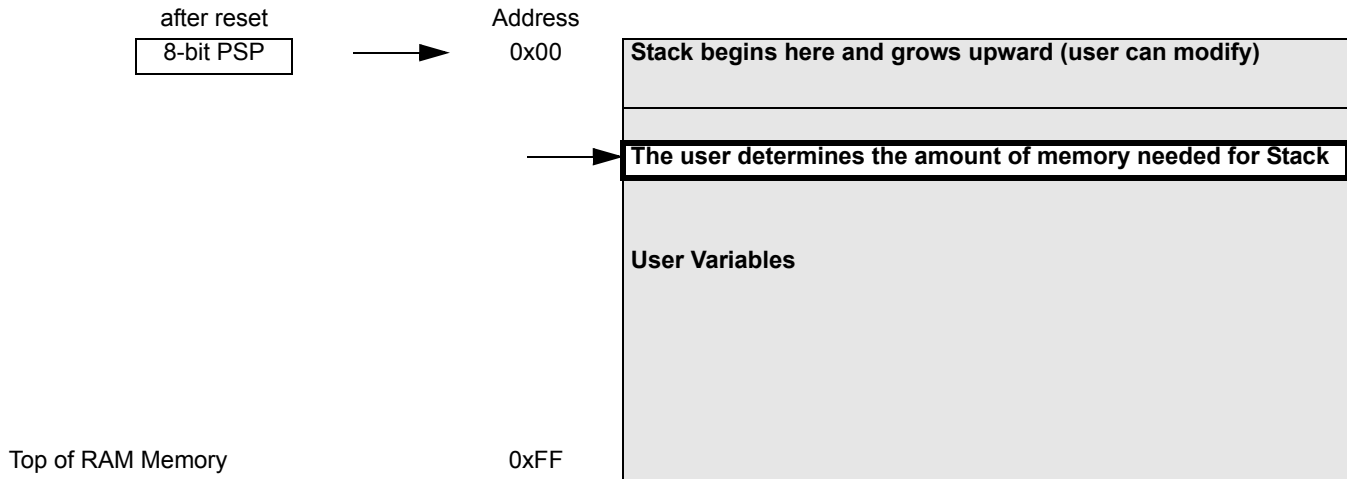 after reset Address
8-bit PSP 0x00 Stack begins here and grows upward (user can modify)
The user determines the amount of memory needed for Stack
User Variables
Top of RAM Memory 0xFF